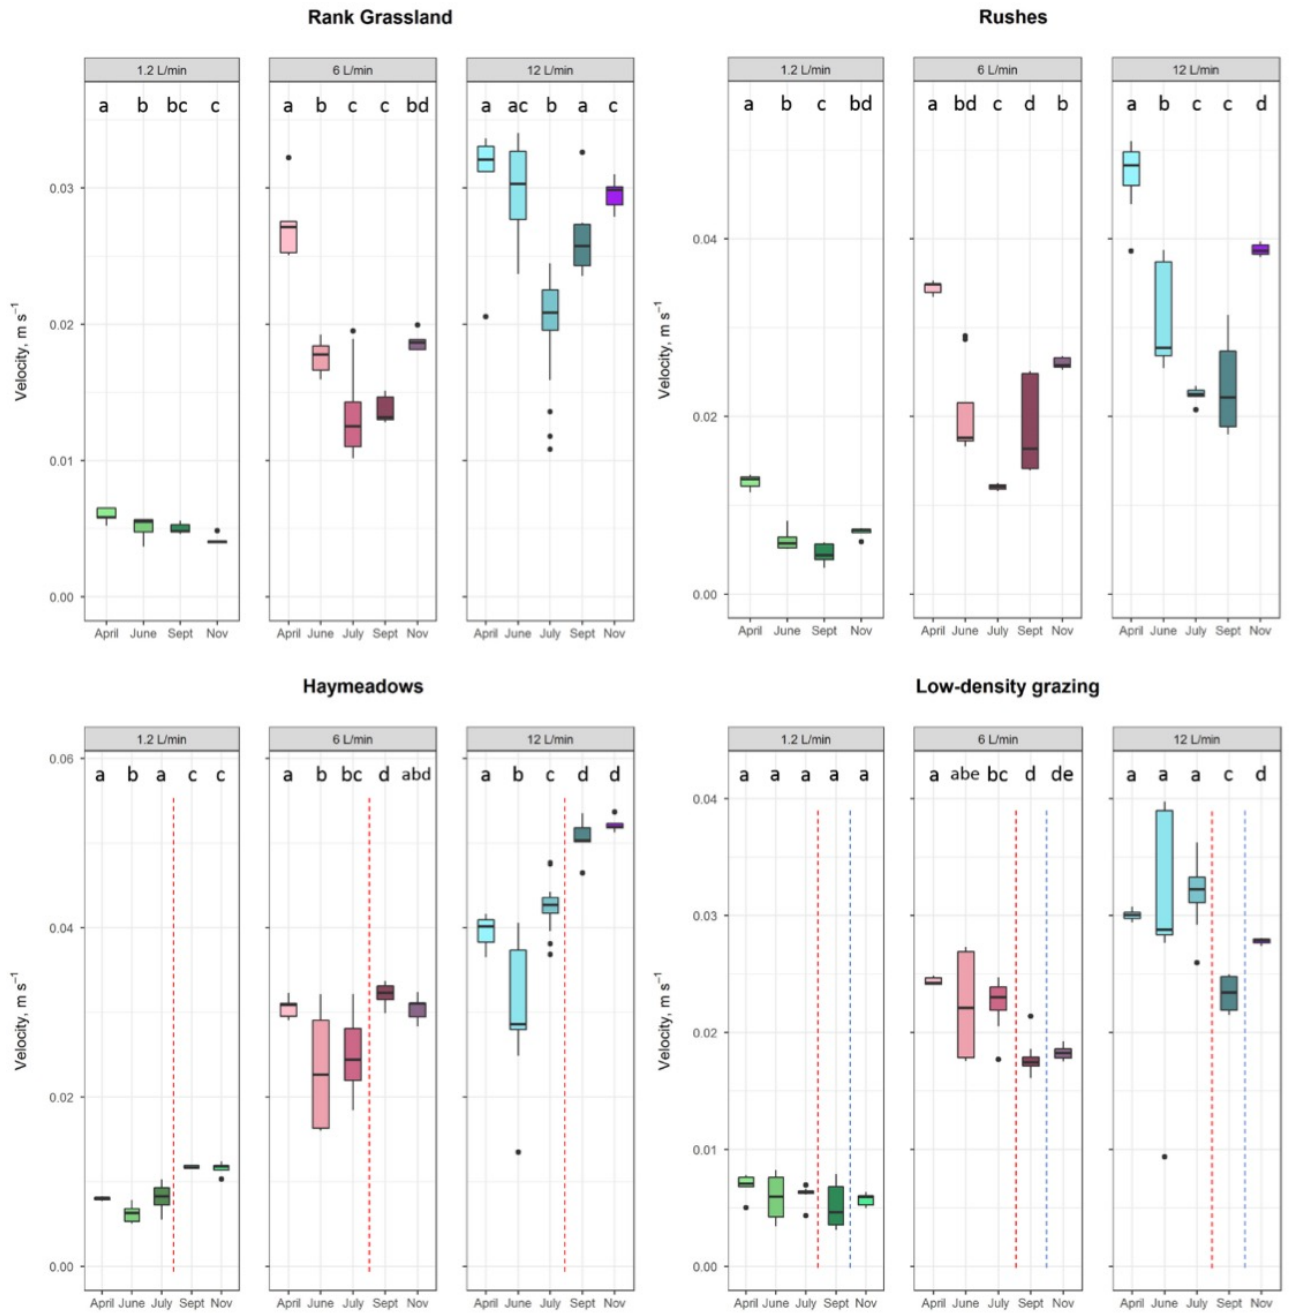 Rank Grassland
Rushes
1.2 L/min 6 L/min 12 L/min
1.2 L/min 6 L/min 12 L/min
a b bc c a b c c bd a ac b a c
a b c bd a bd c d b a b c c d
0.03
0.02
0.01
0.00
Velocity, m s⁻¹
0.04
0.02
0.00
Velocity, m s⁻¹
April June Sept Nov April June July Sept Nov April June July Sept Nov
April June Sept Nov April June July Sept Nov April June July Sept Nov
Haymeadows
Low-density grazing
1.2 L/min 6 L/min 12 L/min
1.2 L/min 6 L/min 12 L/min
a b a c c a b bc d abd a b c d d
a a a a a a abe bc d de a a a c d
0.06
0.04
0.02
0.00
Velocity, m s⁻¹
0.04
0.03
0.02
0.01
0.00
Velocity, m s⁻¹
April June July Sept Nov April June July Sept Nov April June July Sept Nov
April June July Sept Nov April June July Sept Nov April June July Sept Nov